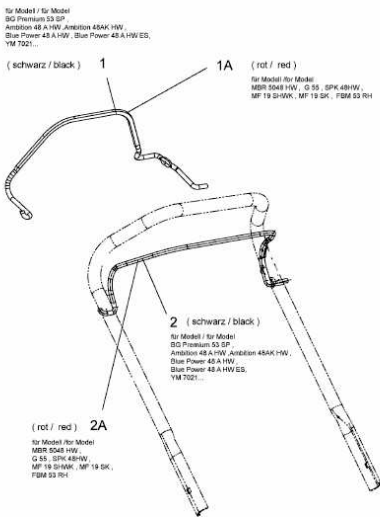 für Modell / für Model
BG Premium 53 SP ,
Ambition 48 A HW ,Ambition 48AK HW ,
Blue Power 48 A HW , Blue Power 48 A HW ES,
YM 7021...
( schwarz / black ) 1
1A ( rot / red )
für Modell /for Model
MBR 5048 HW , G 55 , SPK 48HW ,
MF 19 SHWK , MF 19 SK , FBM 53 RH
2 ( schwarz / black )
für Modell / für Model
BG Premium 53 SP ,
Ambition 48 A HW ,Ambition 48AK HW ,
Blue Power 48 A HW ,
Blue Power 48 A HW ES,
YM 7021...
( rot / red ) 2A
für Modell /for Model
MBR 5048 HW ,
G 55 , SPK 48HW ,
MF 19 SHWK , MF 19 SK ,
FBM 53 RH